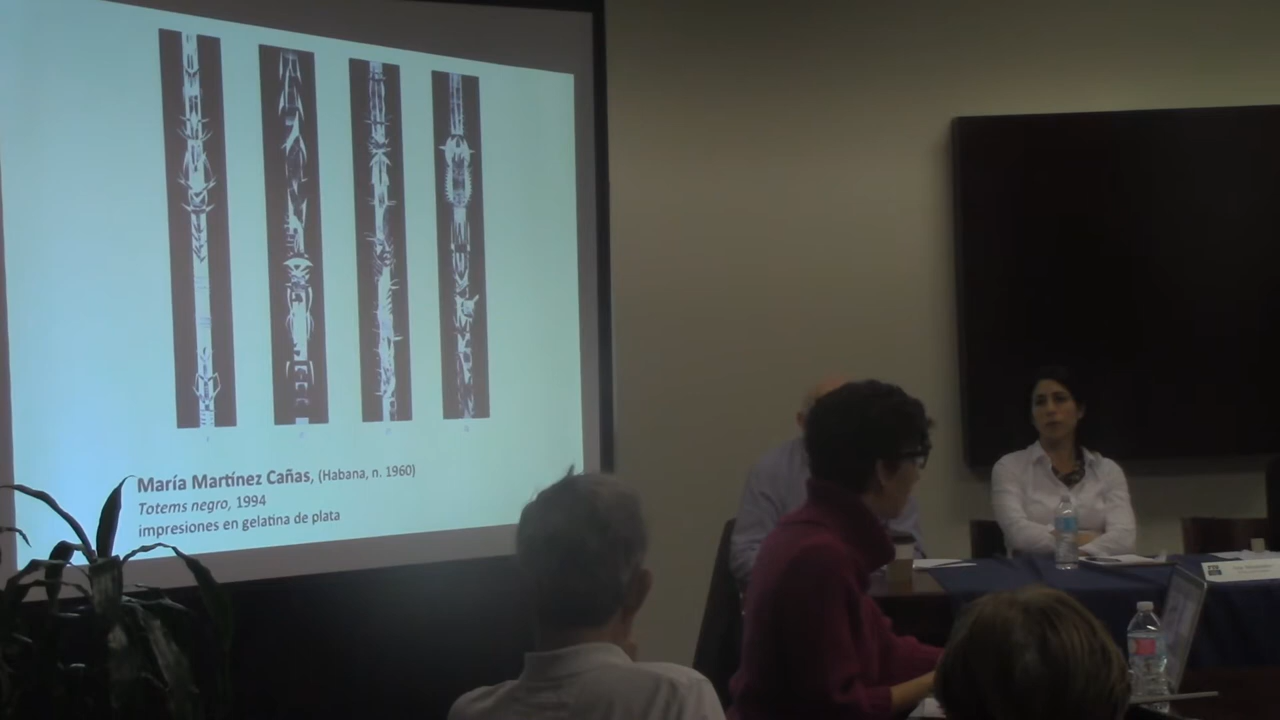 María Martínez Cañas, (Habana, n. 1960)
Totems negro, 1994
impresiones en gelatina de plata